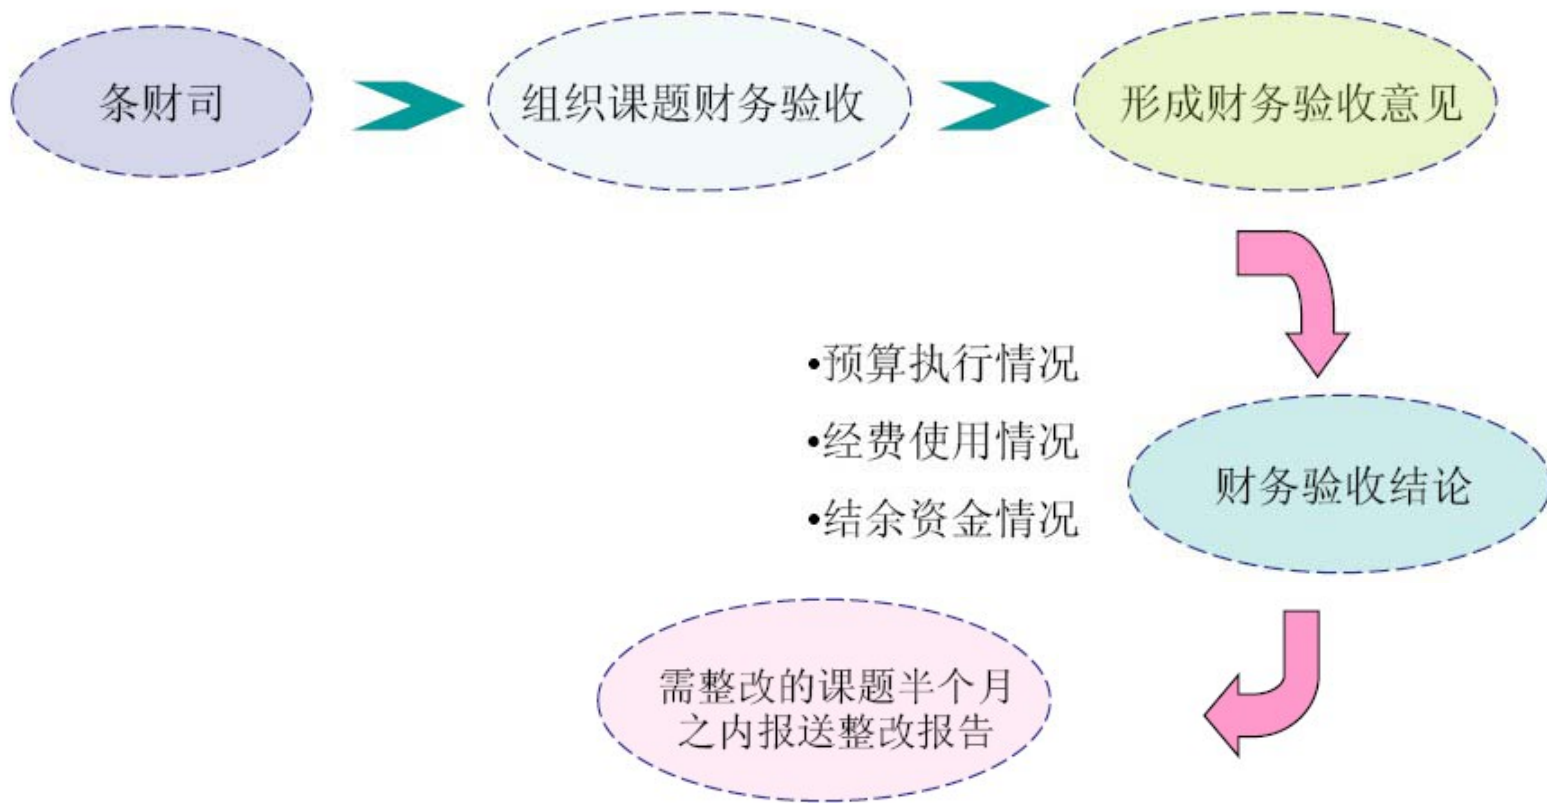 条财司
组织课题财务验收
形成财务验收意见
•预算执行情况
•经费使用情况
•结余资金情况
财务验收结论
需整改的课题半个月
之内报送整改报告